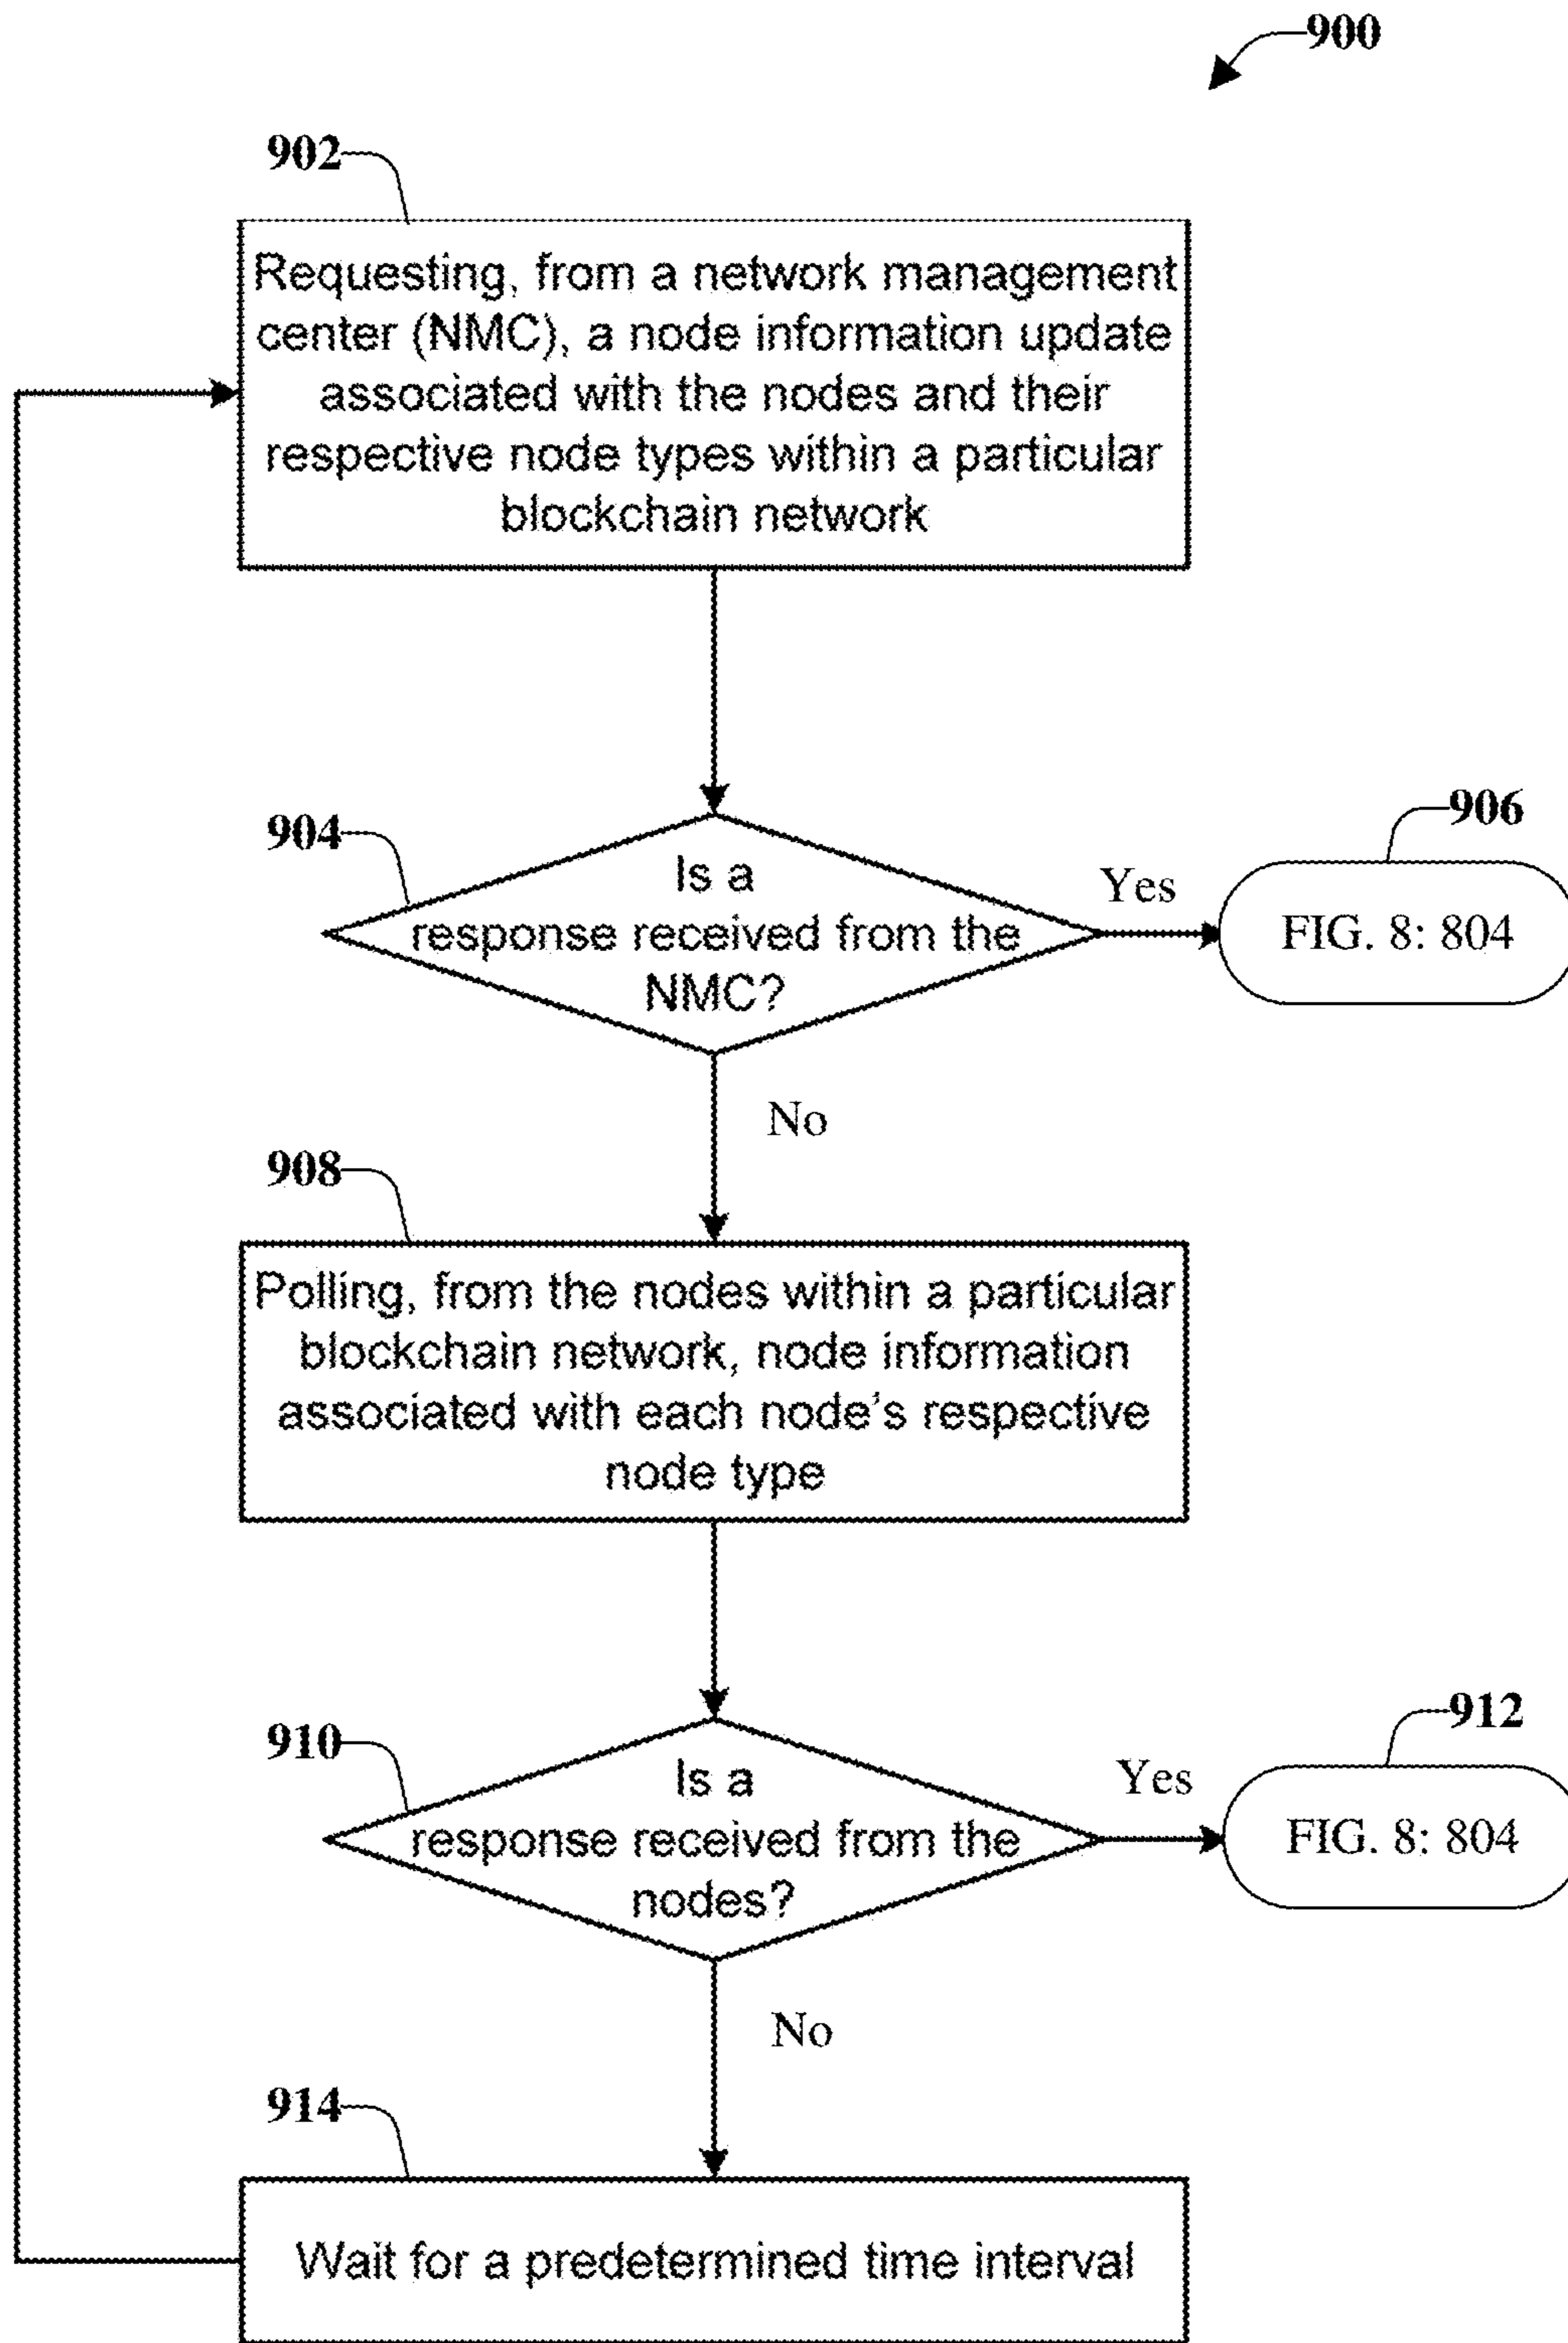 900
902
Requesting, from a network management
center (NMC), a node information update
associated with the nodes and their
respective node types within a particular
blockchain network
904
Is a
response received from the
NMC?
Yes
906
FIG. 8: 804
No
908
Polling, from the nodes within a particular
blockchain network, node information
associated with each node's respective
node type
910
Is a
response received from the
nodes?
Yes
912
FIG. 8: 804
No
914
Wait for a predetermined time interval